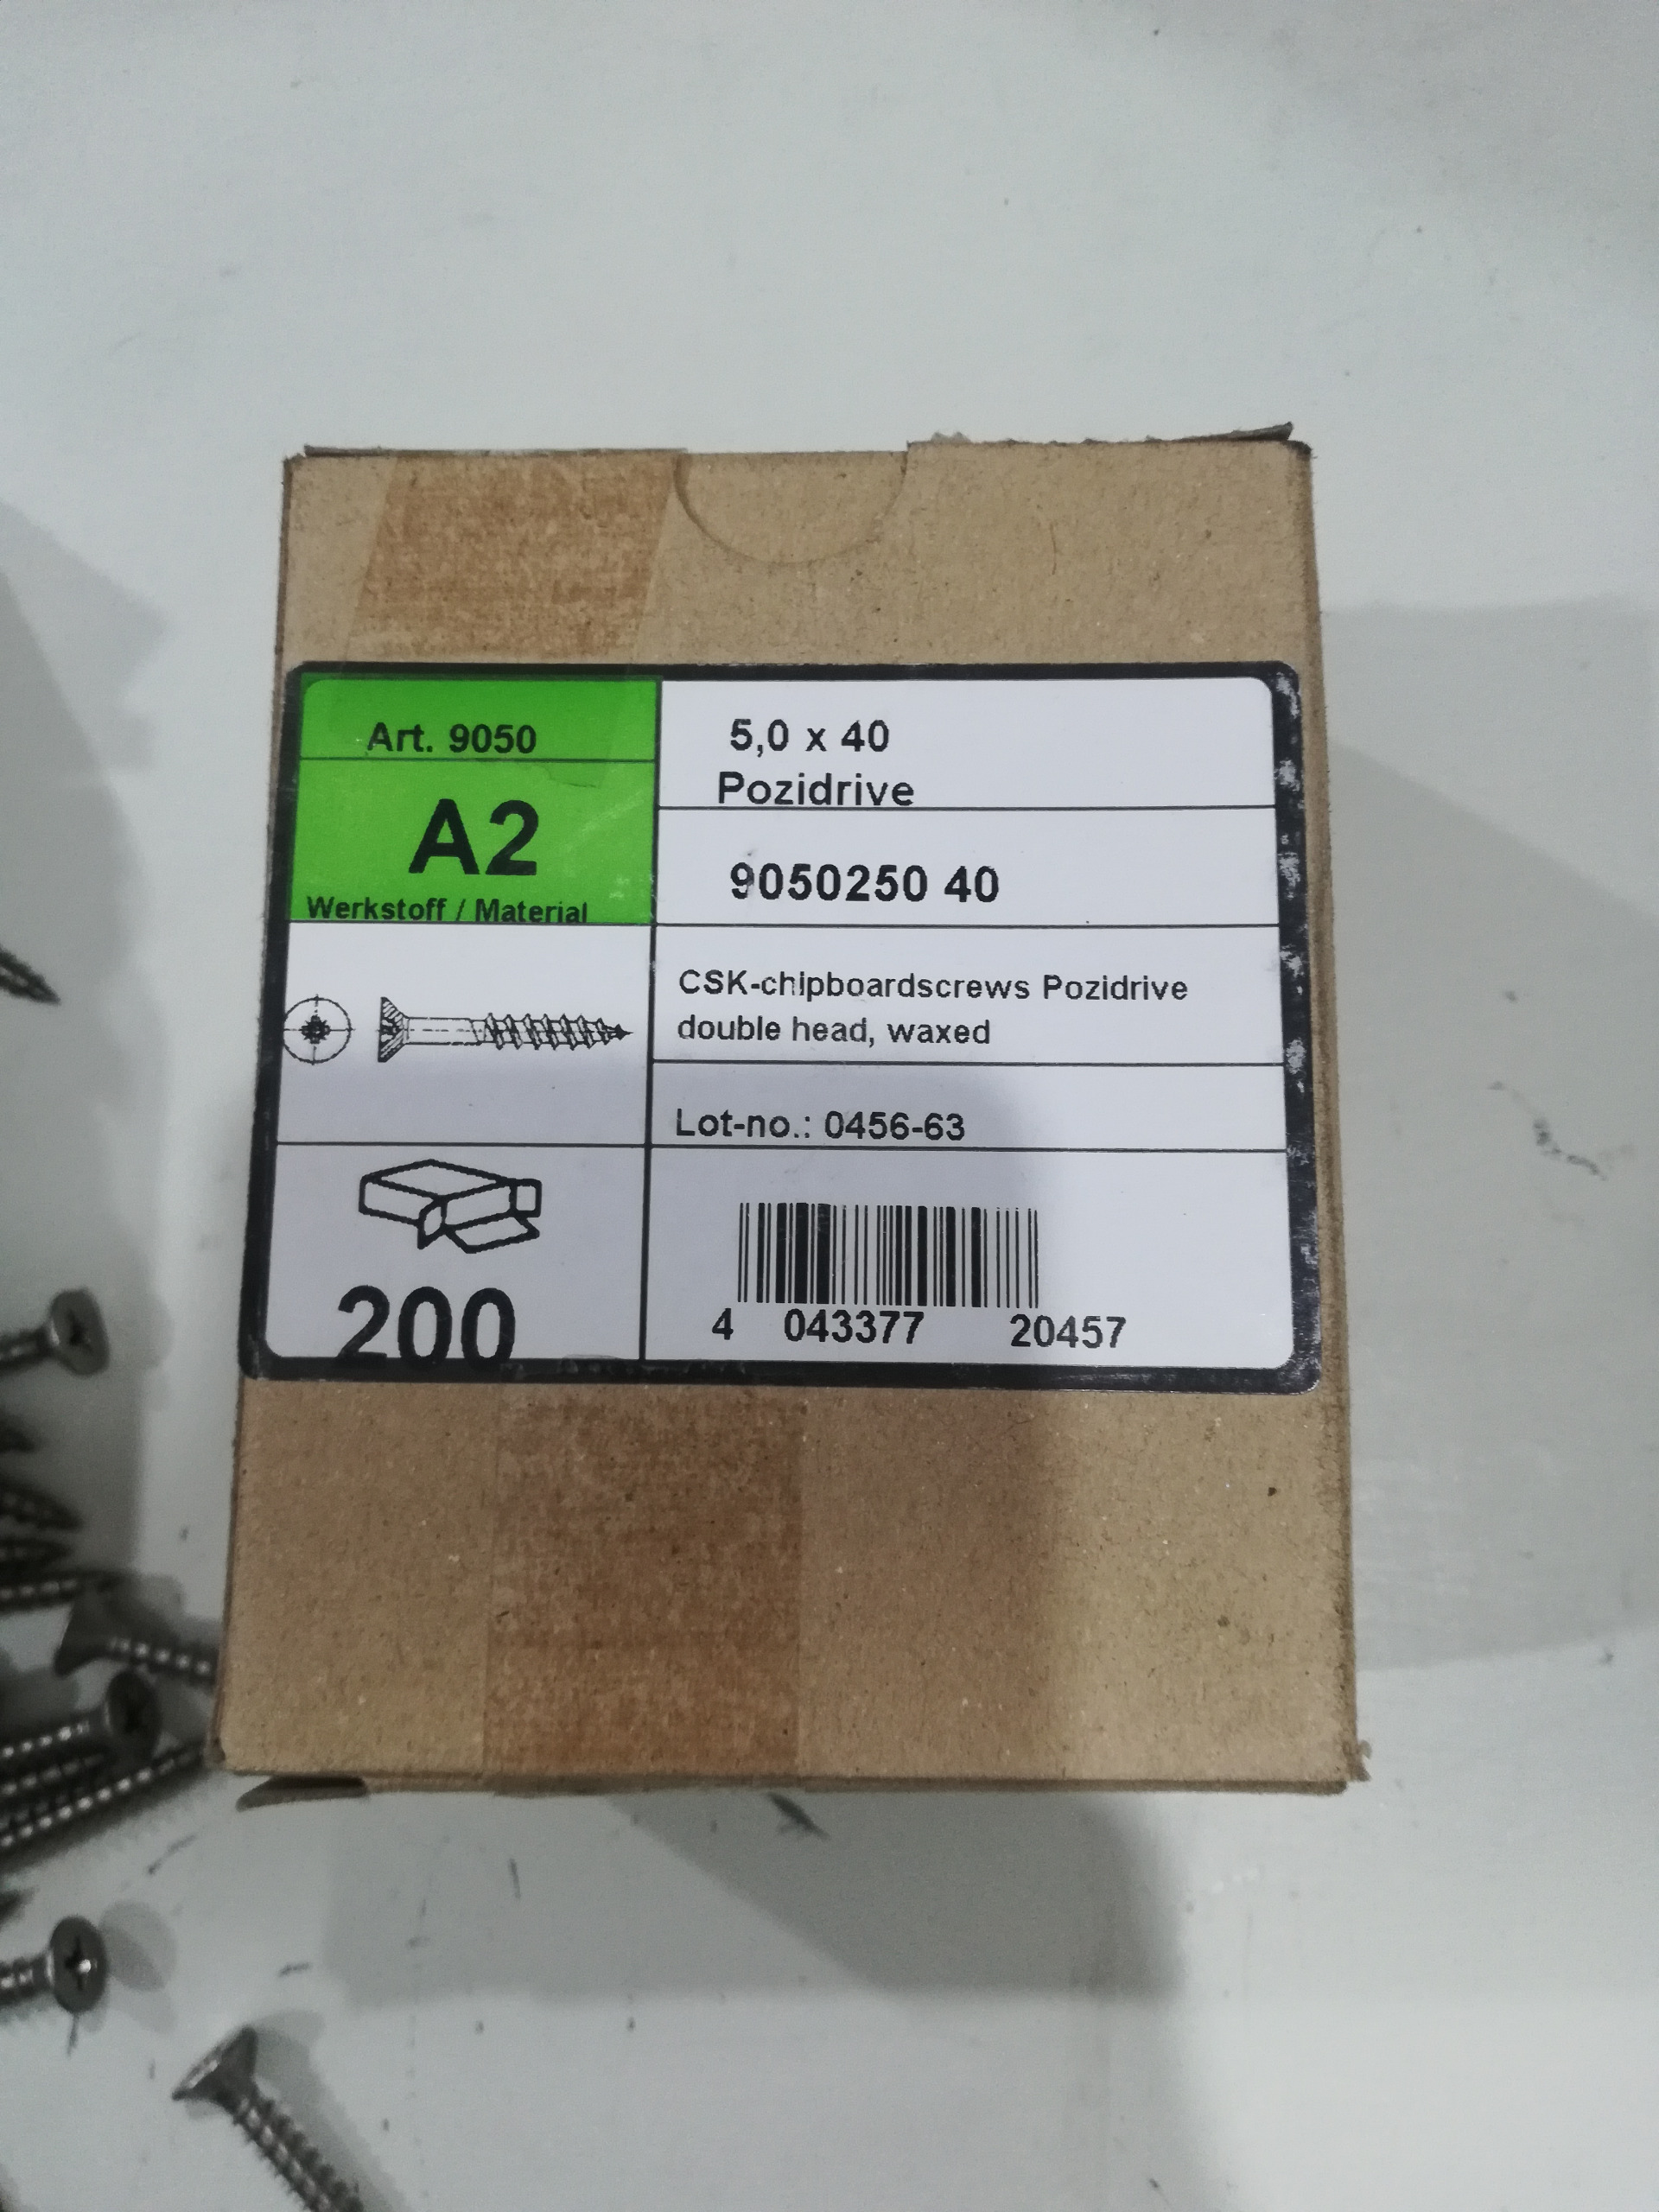 Art. 9050
A2
Werkstoff / Material
5,0 x 40
Pozidrive
9050250 40
CSK-chipboardscrews Pozidrive
double head, waxed
Lot-no.: 0456-63
200
4 043377 20457